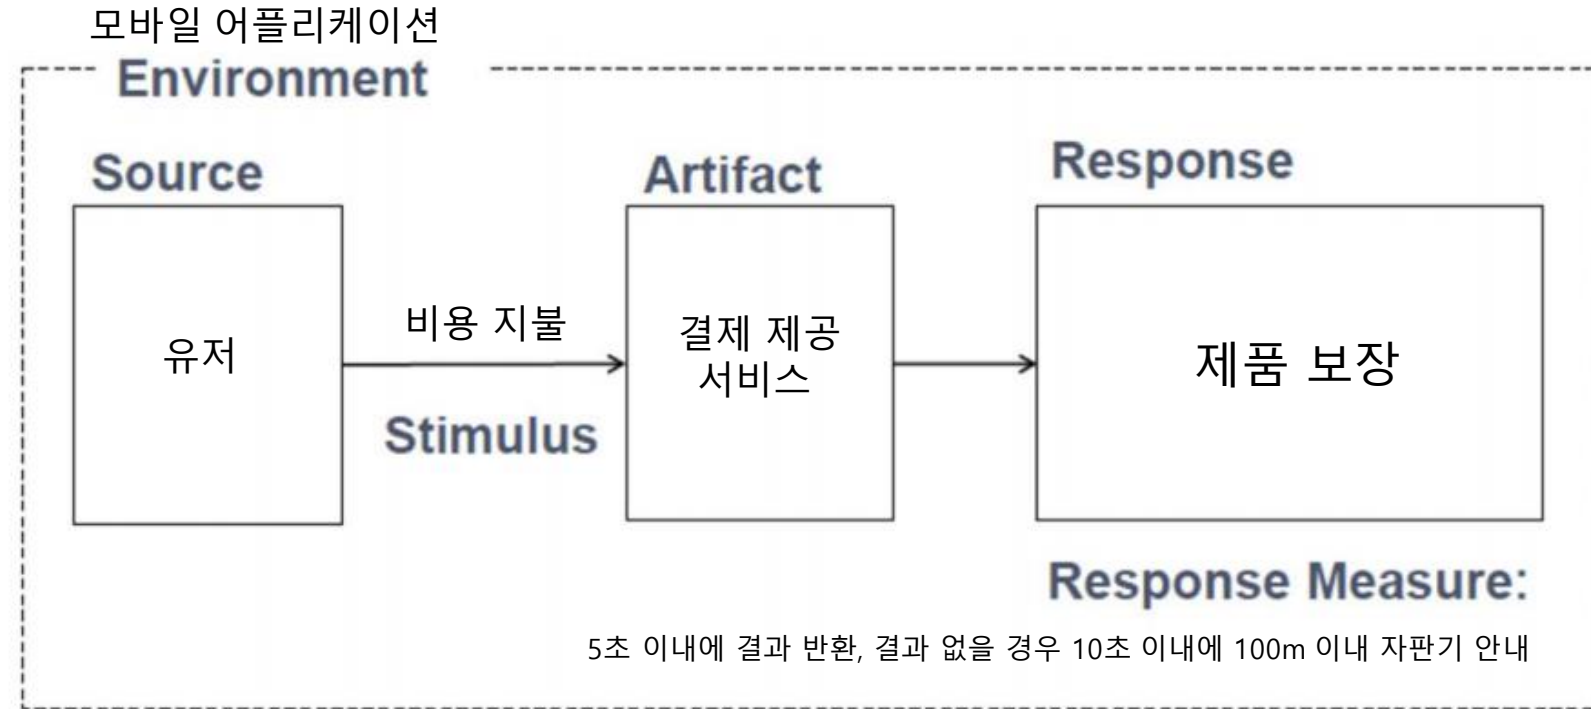 모바일 어플리케이션
Environment
Source
Artifact
Response
유저
비용 지불
Stimulus
결제 제공
서비스
제품 보장
Response Measure:
5초 이내에 결과 반환, 결과 없을 경우 10초 이내에 100m 이내 자판기 안내